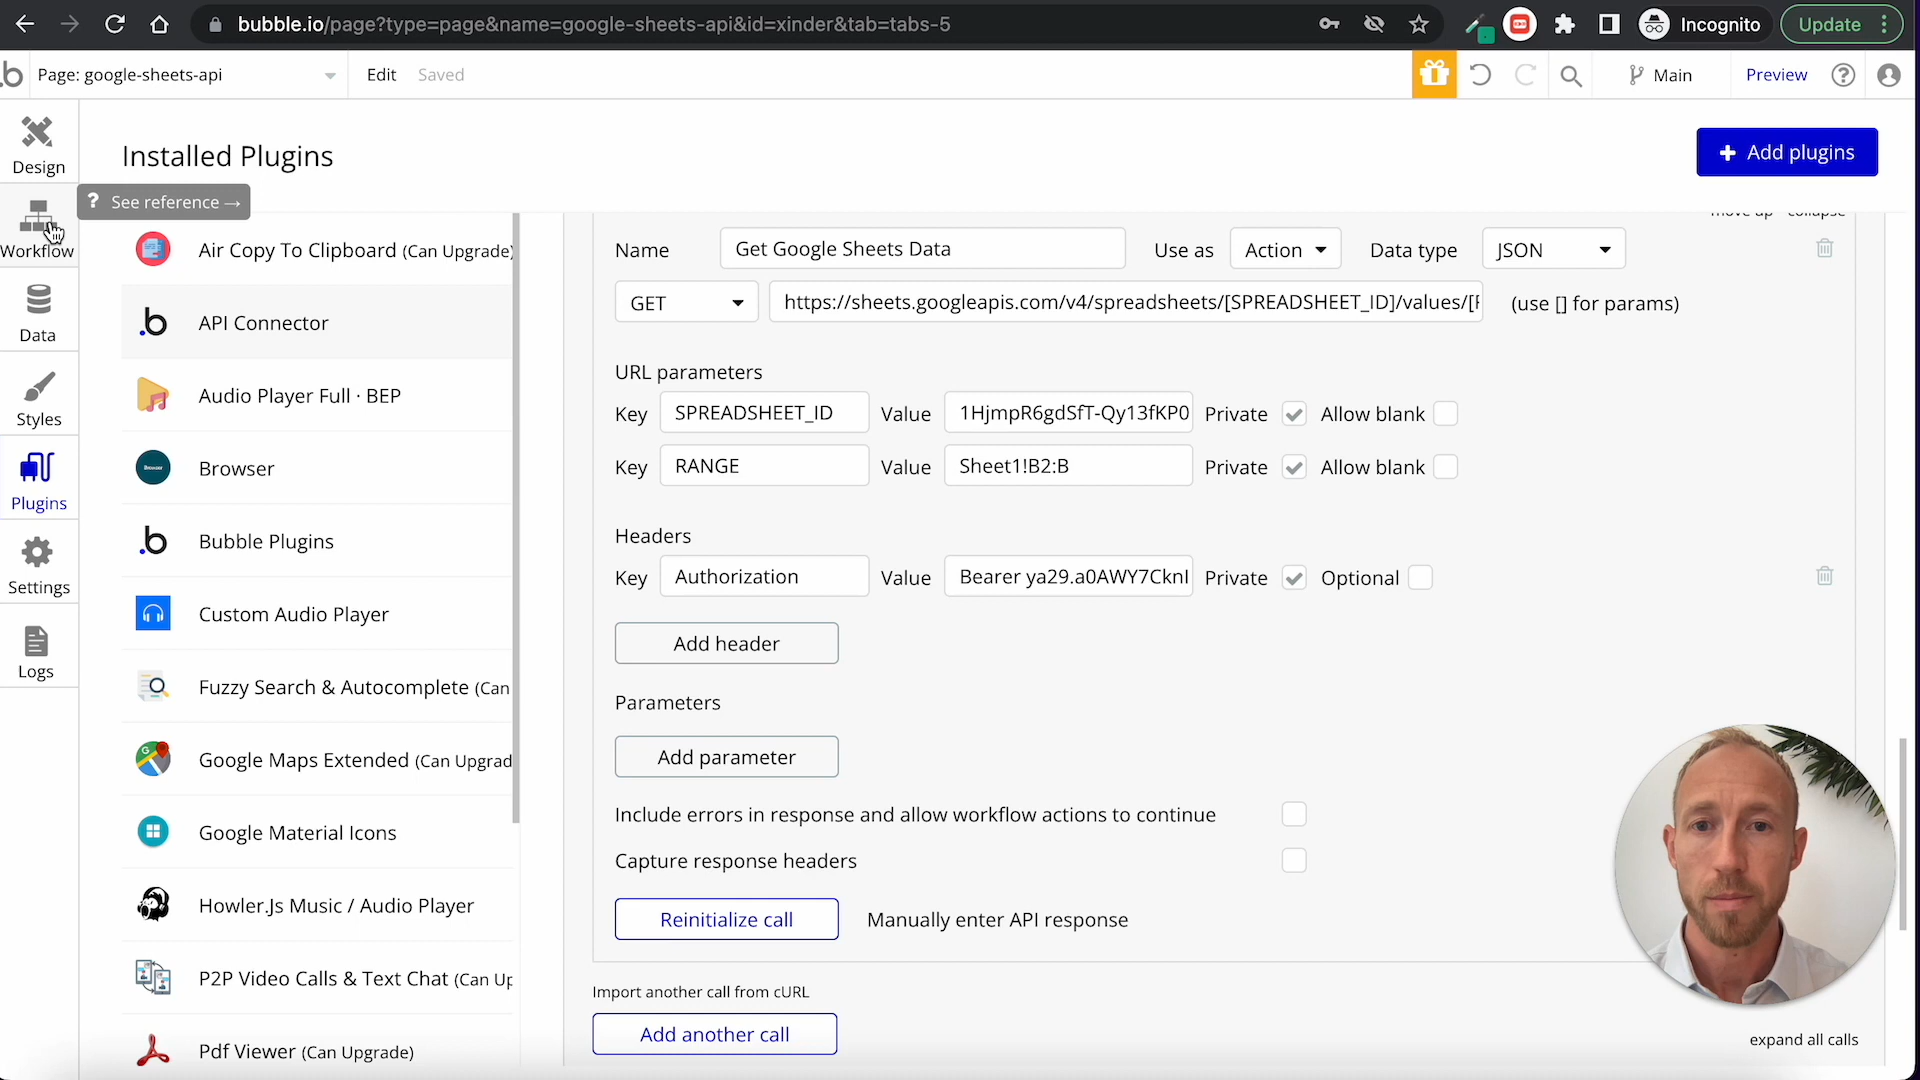 bubble.io/page?type=page&name=google-sheets-api&id=xinder&tab=tabs-5
Incognito
Update
Page: google-sheets-api
Edit
Saved
Main
Preview
Design
Installed Plugins
+ Add plugins
? See reference →
Workflow
Data
Styles
Plugins
Settings
Logs
Air Copy To Clipboard (Can Upgrade)
API Connector
Audio Player Full · BEP
Browser
Bubble Plugins
Custom Audio Player
Fuzzy Search & Autocomplete (Can
Google Maps Extended (Can Upgrad
Google Material Icons
Howler.Js Music / Audio Player
P2P Video Calls & Text Chat (Can Up
Pdf Viewer (Can Upgrade)
move up collapse
Name Get Google Sheets Data Use as Action Data type JSON
GET https://sheets.googleapis.com/v4/spreadsheets/[SPREADSHEET_ID]/values/[R (use [] for params)
URL parameters
Key SPREADSHEET_ID Value 1HjmpR6gdSfT-Qy13fKP0 Private Allow blank
Key RANGE Value Sheet1!B2:B Private Allow blank
Headers
Key Authorization Value Bearer ya29.a0AWY7Cknl Private Optional
Add header
Parameters
Add parameter
Include errors in response and allow workflow actions to continue
Capture response headers
Reinitialize call Manually enter API response
Import another call from cURL
Add another call
expand all calls